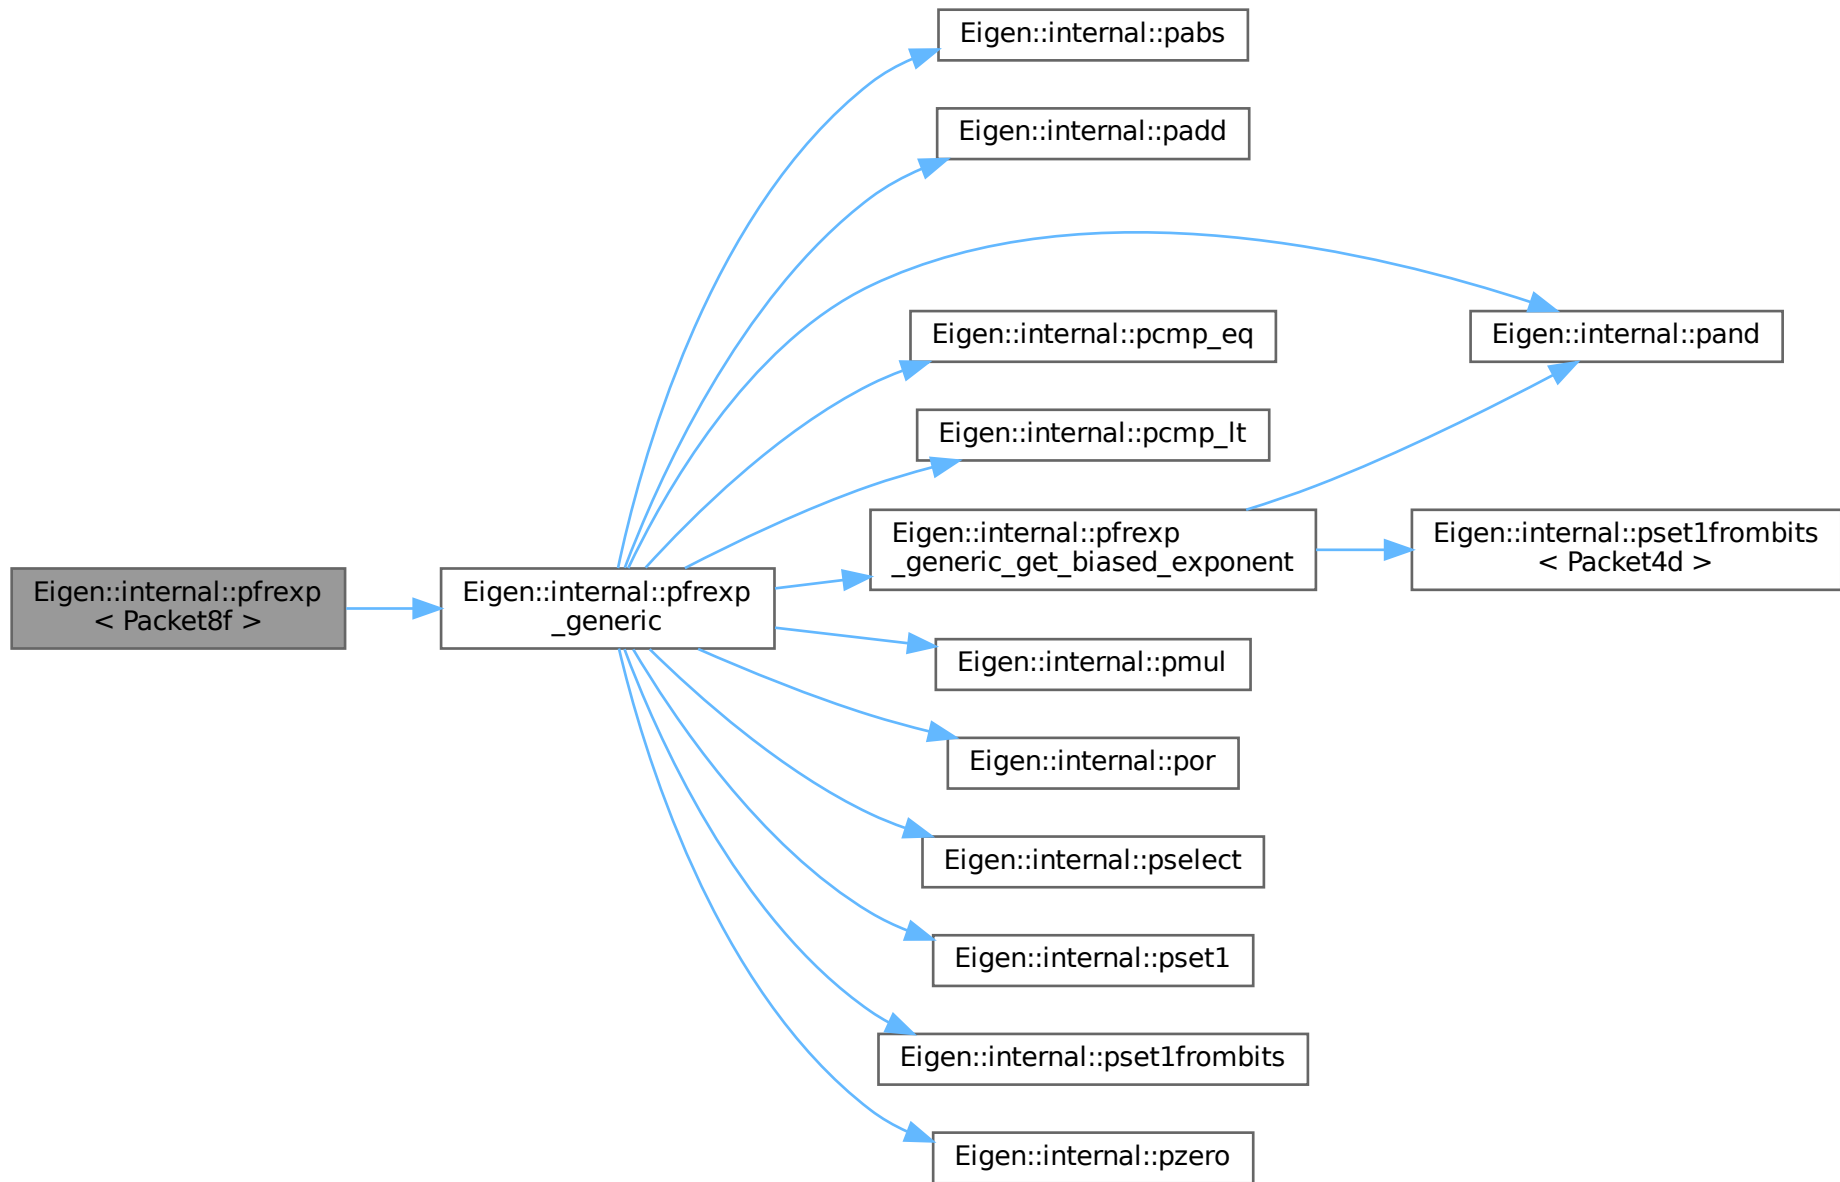 Eigen::internal::pfrexp
< Packet8f >
Eigen::internal::pfrexp
_generic
Eigen::internal::pabs
Eigen::internal::padd
Eigen::internal::pand
Eigen::internal::pcmp_eq
Eigen::internal::pcmp_lt
Eigen::internal::pfrexp
_generic_get_biased_exponent
Eigen::internal::pset1frombits
< Packet4d >
Eigen::internal::pmul
Eigen::internal::por
Eigen::internal::pselect
Eigen::internal::pset1
Eigen::internal::pset1frombits
Eigen::internal::pzero